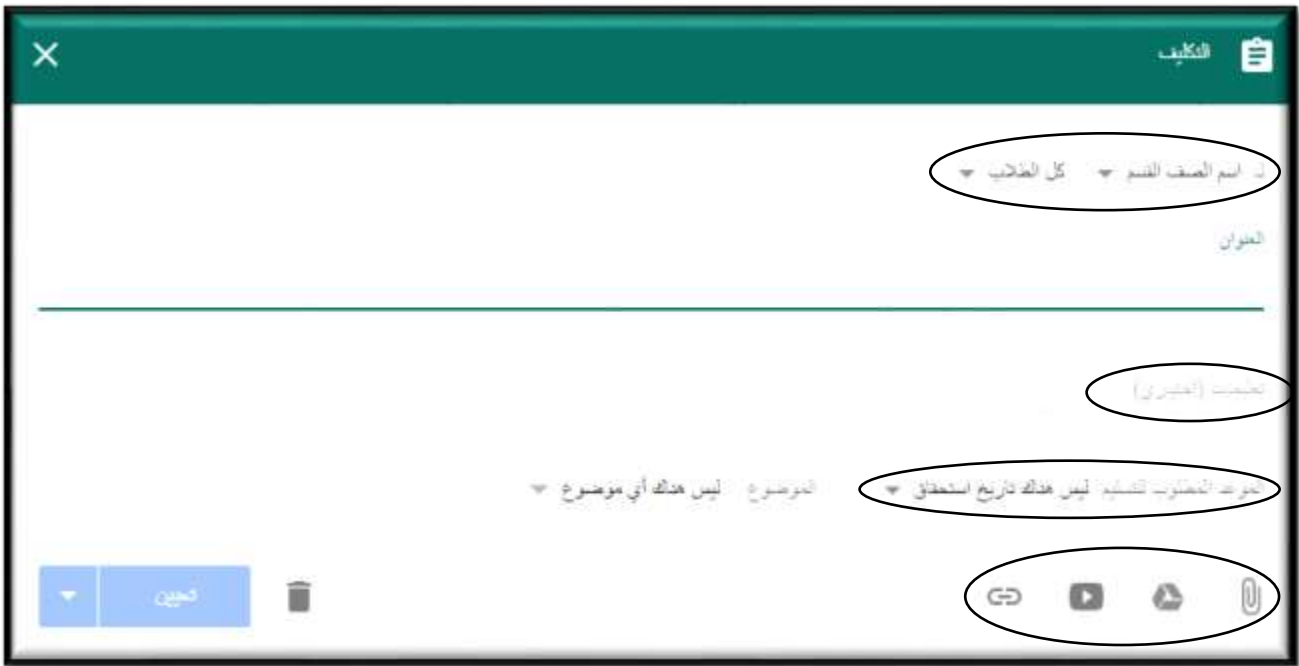 التكليف
لـ اسم الصف القسم كل الطلاب
العنوان
تعليمات (اختياري)
الموعد المطلوب للتسليم ليس هناك تاريخ استحقاق الموضوع ليس هناك أي موضوع
تعيين